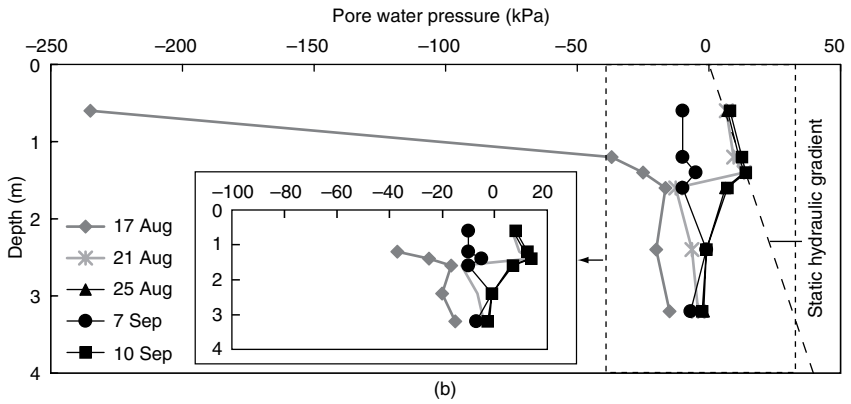 Pore water pressure (kPa)
−250 −200 −150 −100 −50 0 50
0
1
2
3
4
Depth (m)
17 Aug
21 Aug
25 Aug
7 Sep
10 Sep
−100 −80 −60 −40 −20 0 20
0
1
2
3
4
Static hydraulic gradient
(b)